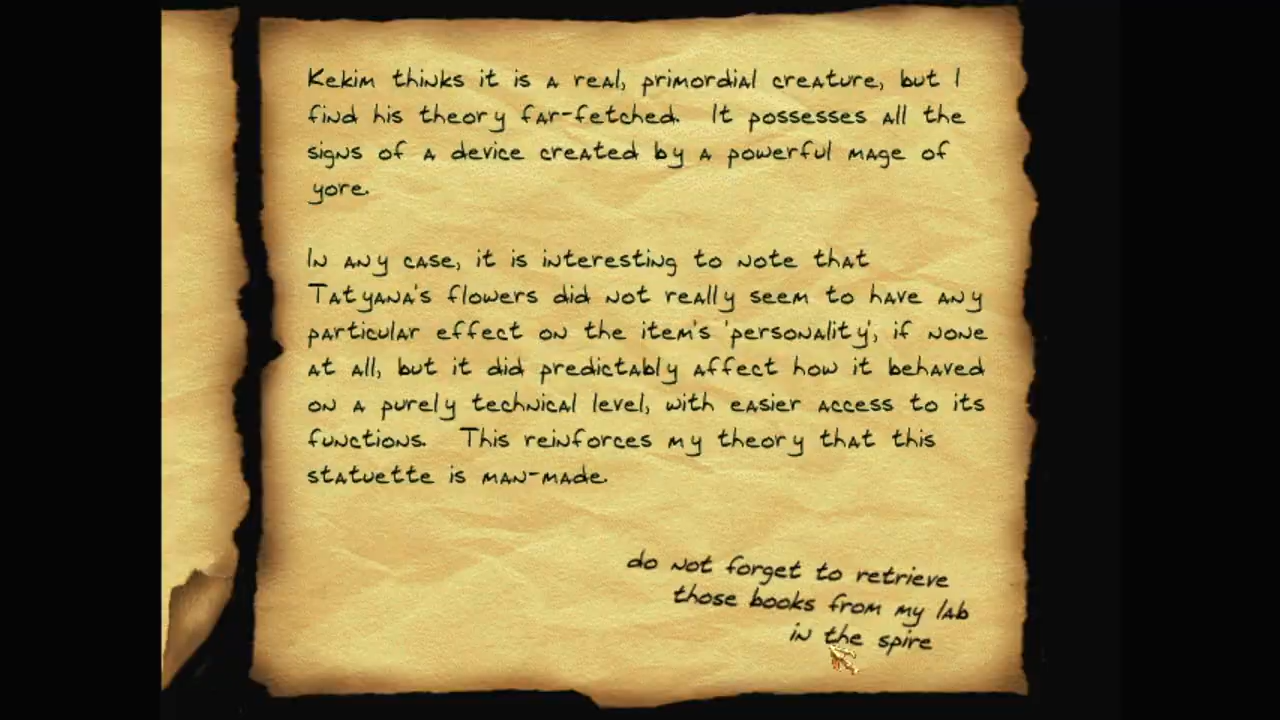 Kekim thinks it is a real, primordial creature, but I
find his theory far-fetched.  It possesses all the
signs of a device created by a powerful mage of
yore.
In any case, it is interesting to note that
Tatyana's flowers did not really seem to have any
particular effect on the item's 'personality', if none
at all, but it did predictably affect how it behaved
on a purely technical level, with easier access to its
functions.  This reinforces my theory that this
statuette is man-made.
do not forget to retrieve
those books from my lab
in the spire